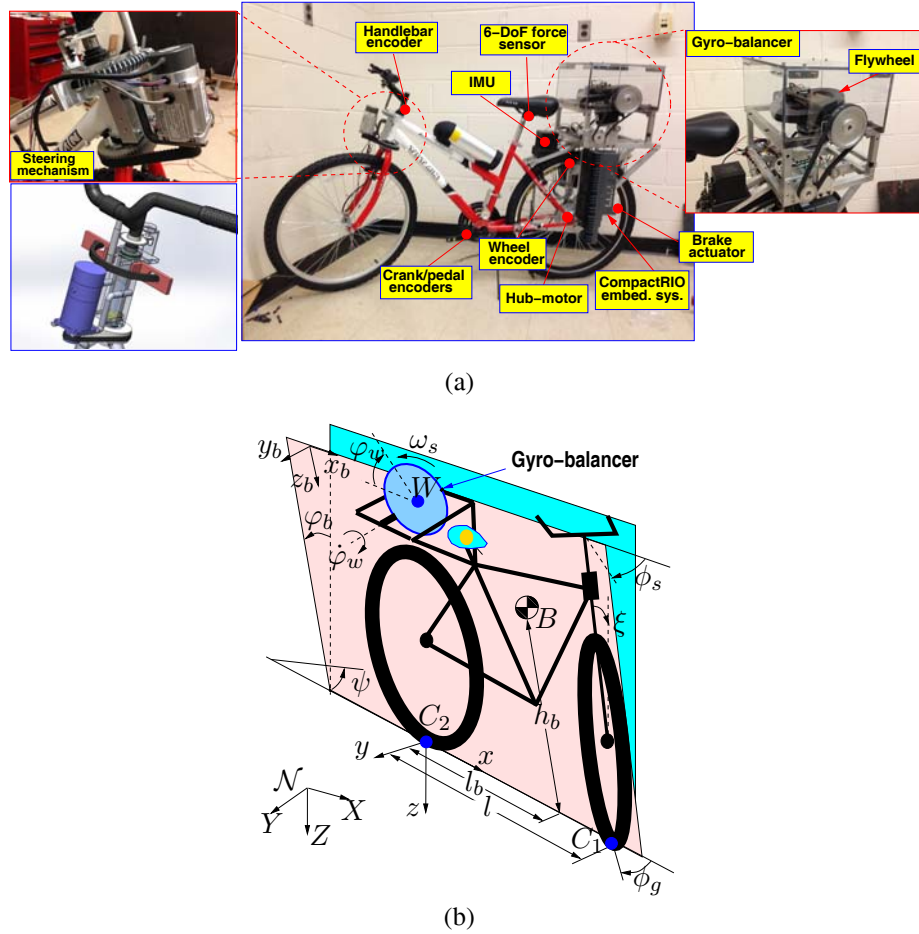 Handlebar
encoder
6-DoF force
sensor
IMU
Gyro-balancer
Flywheel
Steering
mechanism
Wheel
encoder
Brake
actuator
Crank/pedal
encoders
Hub-motor
CompactRIO
embed. sys.
(a)
y_b
x_b
z_b
φ_w
ω_s
Gyro-balancer
W
φ_b
φ̇_w
ϕ_s
B
ξ
ψ
h_b
C_2
y
x
z
l_b
l
𝒩
X
Y
Z
C_1
ϕ_g
(b)